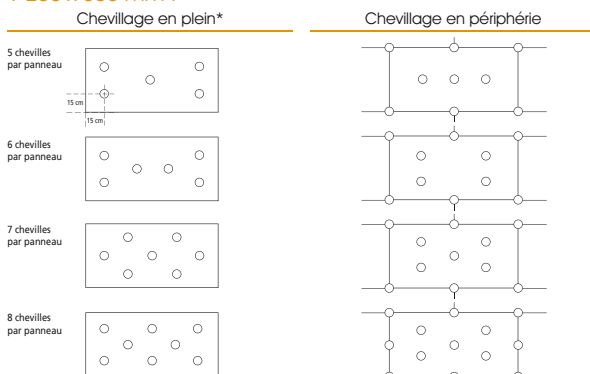 Chevillage en plein*
Chevillage en périphérie
5 chevilles
par panneau
15 cm
15 cm
6 chevilles
par panneau
7 chevilles
par panneau
8 chevilles
par panneau